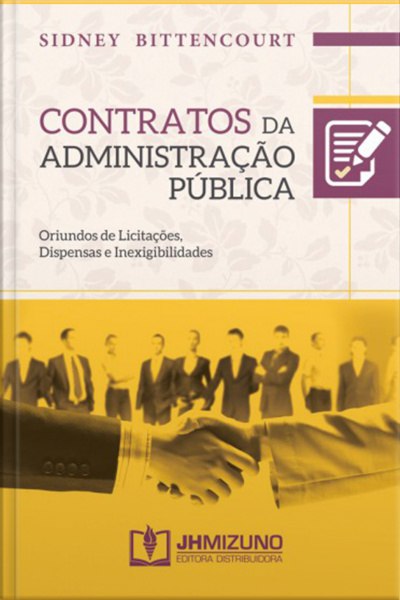 SIDNEY BITTENCOURT
CONTRATOS DA
ADMINISTRAÇÃO
PÚBLICA
Oriundos de Licitações,
Dispensas e Inexigibilidades
JHMIZUNO
EDITORA DISTRIBUIDORA